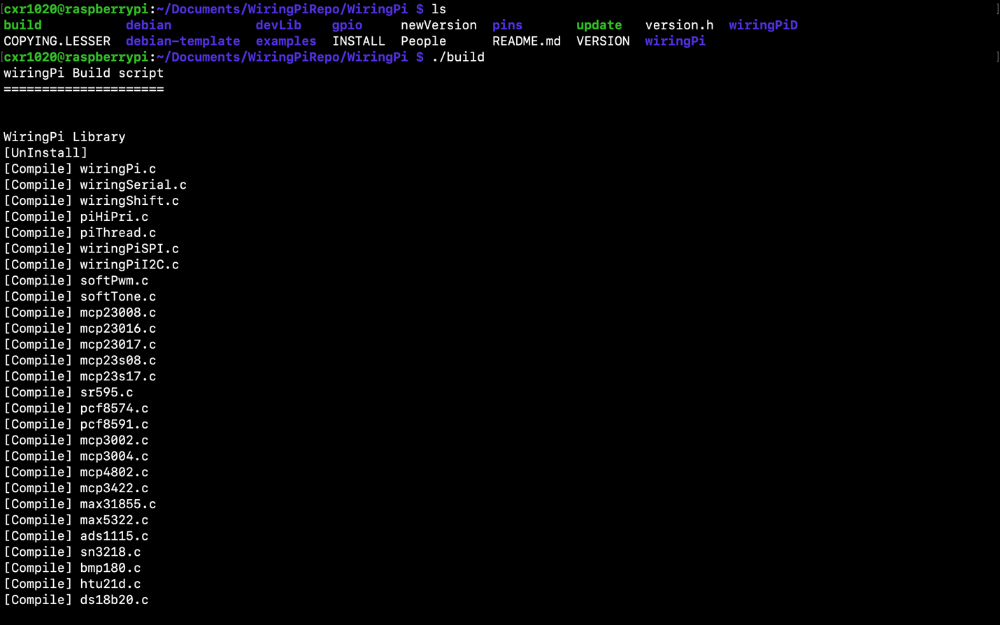 cxr1020@raspberrypi:~/Documents/WiringPiRepo/WiringPi $ ls
build debian devLib gpio newVersion pins update version.h wiringPiD
COPYING.LESSER debian-template examples INSTALL People README.md VERSION wiringPi
cxr1020@raspberrypi:~/Documents/WiringPiRepo/WiringPi $ ./build
wiringPi Build script
=====================
WiringPi Library
[UnInstall]
[Compile] wiringPi.c
[Compile] wiringSerial.c
[Compile] wiringShift.c
[Compile] piHiPri.c
[Compile] piThread.c
[Compile] wiringPiSPI.c
[Compile] wiringPiI2C.c
[Compile] softPwm.c
[Compile] softTone.c
[Compile] mcp23008.c
[Compile] mcp23016.c
[Compile] mcp23017.c
[Compile] mcp23s08.c
[Compile] mcp23s17.c
[Compile] sr595.c
[Compile] pcf8574.c
[Compile] pcf8591.c
[Compile] mcp3002.c
[Compile] mcp3004.c
[Compile] mcp4802.c
[Compile] mcp3422.c
[Compile] max31855.c
[Compile] max5322.c
[Compile] ads1115.c
[Compile] sn3218.c
[Compile] bmp180.c
[Compile] htu21d.c
[Compile] ds18b20.c